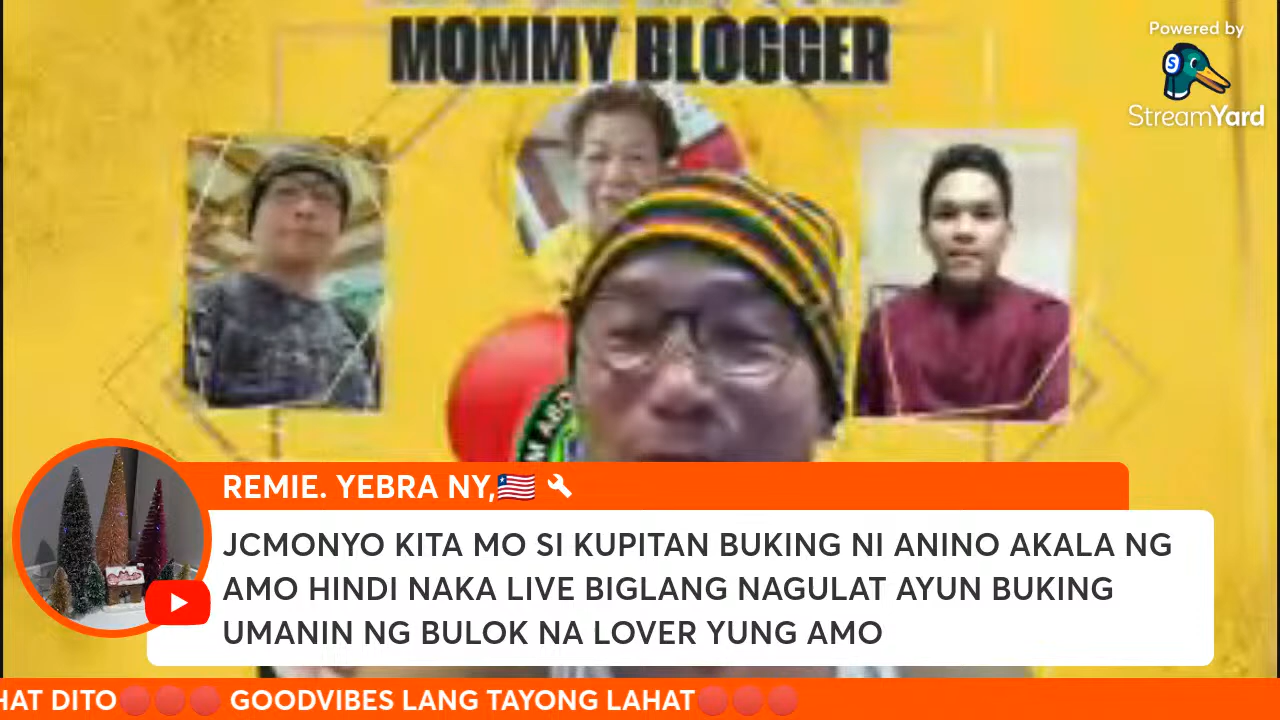 MOMMY BLOGGER
Powered by
StreamYard
REMIE. YEBRA NY,🇱🇷 🔧
JCMONYO KITA MO SI KUPITAN BUKING NI ANINO AKALA NG
AMO HINDI NAKA LIVE BIGLANG NAGULAT AYUN BUKING
UMANIN NG BULOK NA LOVER YUNG AMO
HAT DITO🔴🔴🔴 GOODVIBES LANG TAYONG LAHAT🔴🔴🔴